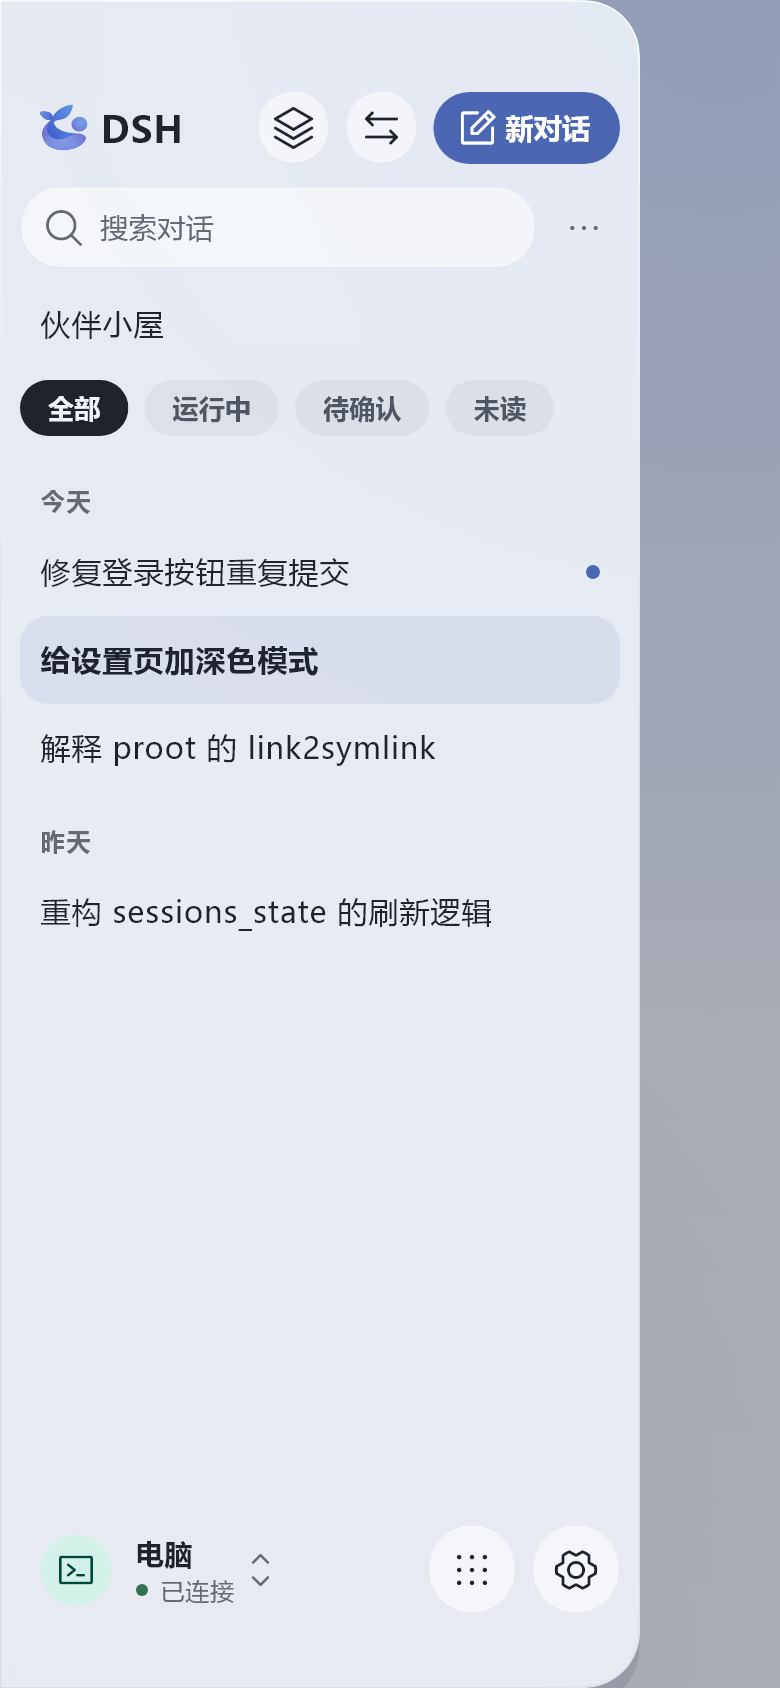 DSH
新对话
搜索对话
伙伴小屋
全部 运行中 待确认 未读
今天
修复登录按钮重复提交
给设置页加深色模式
解释 proot 的 link2symlink
昨天
重构 sessions_state 的刷新逻辑
电脑
已连接